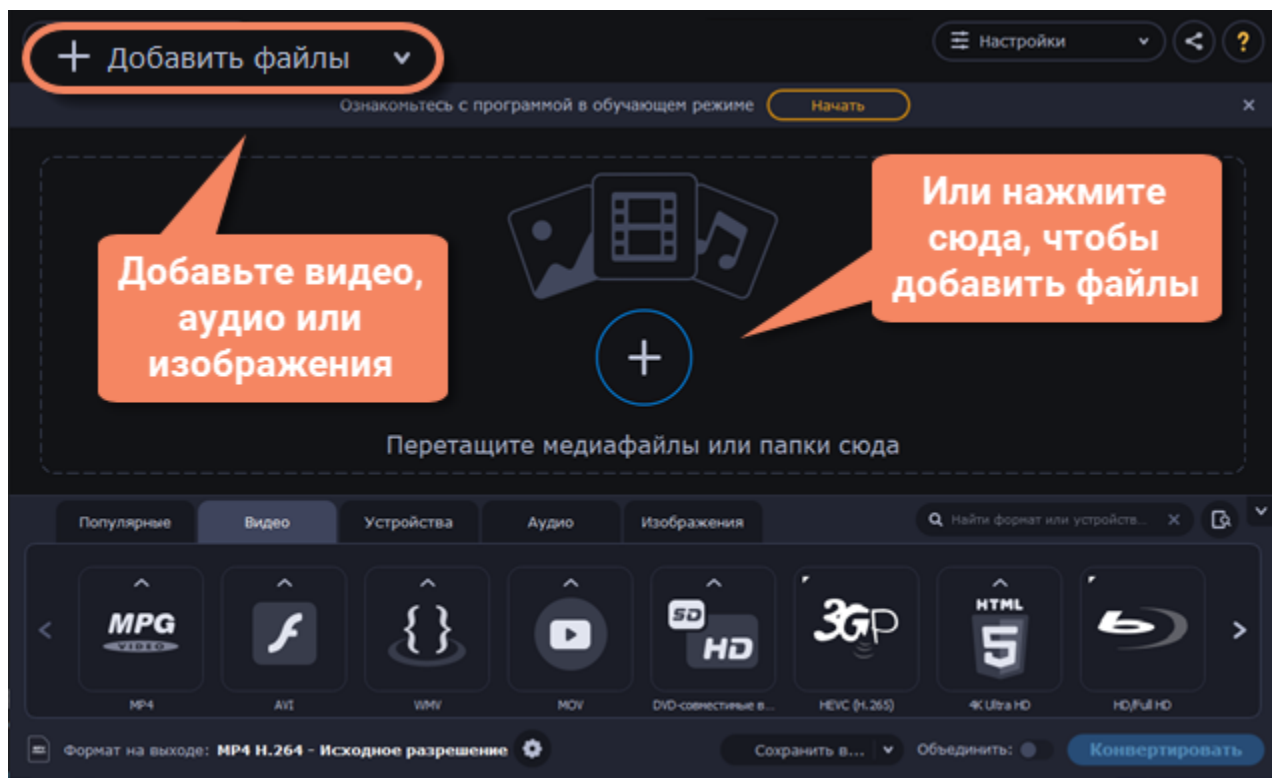 Добавить файлы
Настройки
?
Ознакомьтесь с программой в обучающем режиме
Начать
Добавьте видео,
аудио или
изображения
Или нажмите
сюда, чтобы
добавить файлы
Перетащите медиафайлы или папки сюда
Популярные
Видео
Устройства
Аудио
Изображения
Найти формат или устройств...
MPG
VIDEO
{ }
SD
HD
3GP
HTML
5
MP4
AVI
WMV
MOV
DVD-совместимые в...
HEVC (H.265)
4K Ultra HD
HD/Full HD
Формат на выходе: MP4 H.264 - Исходное разрешение
Сохранить в...
Объединить:
Конвертировать